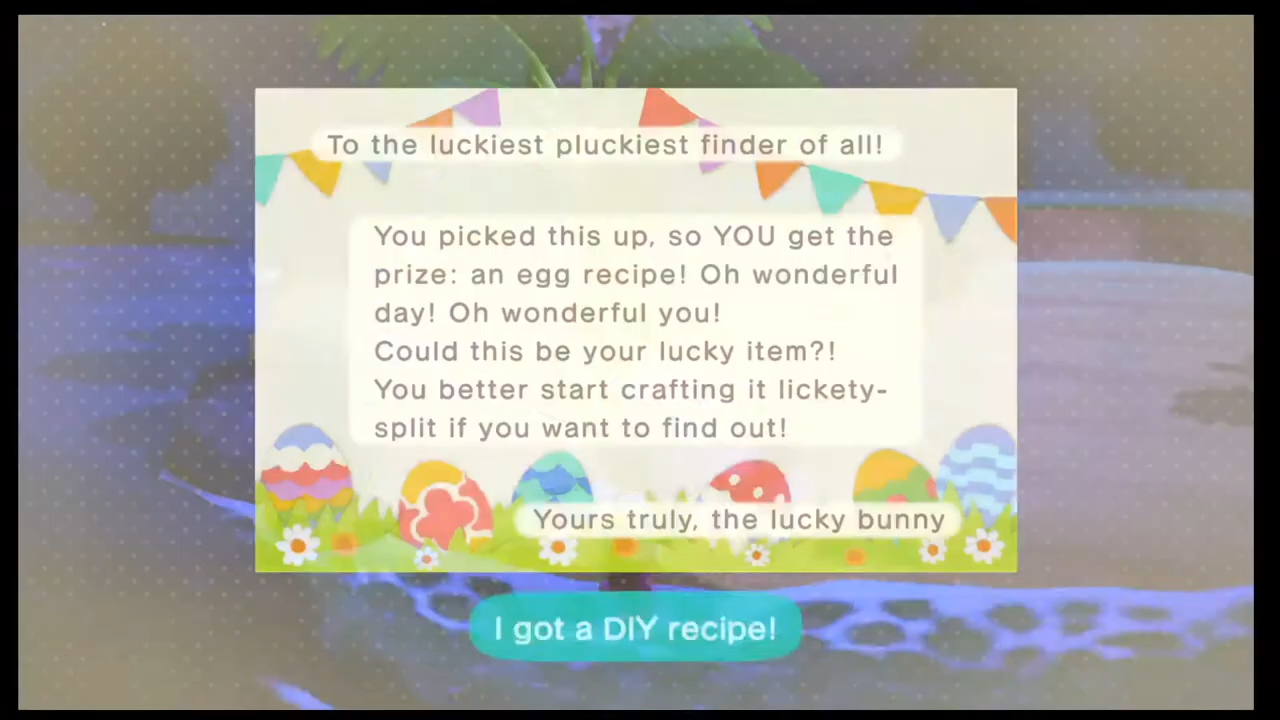 To the luckiest pluckiest finder of all!
You picked this up, so YOU get the
prize: an egg recipe! Oh wonderful
day! Oh wonderful you!
Could this be your lucky item?!
You better start crafting it lickety-
split if you want to find out!
Yours truly, the lucky bunny
I got a DIY recipe!